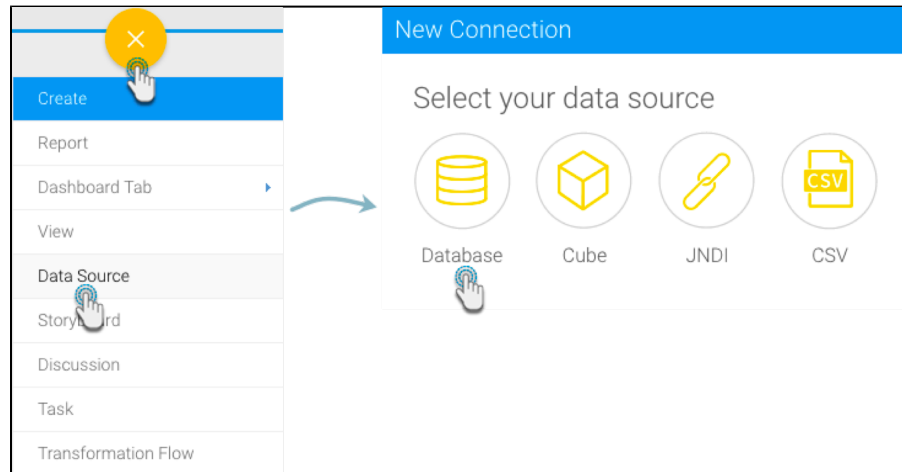 Create
Report
Dashboard Tab
View
Data Source
Discussion
Task
Transformation Flow
New Connection
Select your data source
CSV
Database
Cube
JNDI
CSV